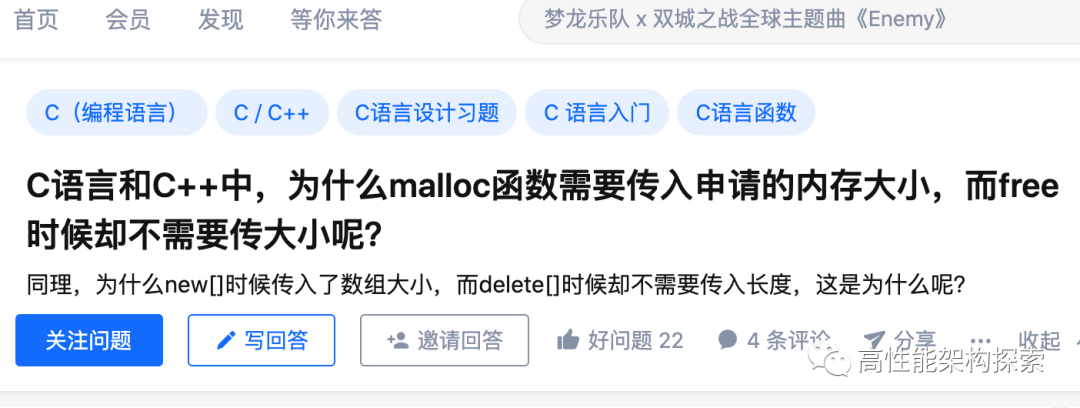 首页 会员 发现 等你来答 梦龙乐队 x 双城之战全球主题曲《Enemy》
C（编程语言） C / C++ C语言设计习题 C 语言入门 C语言函数
C语言和C++中，为什么malloc函数需要传入申请的内存大小，而free
时候却不需要传大小呢？
同理，为什么new[]时候传入了数组大小，而delete[]时候却不需要传入长度，这是为什么呢？
关注问题 写回答 邀请回答 好问题 22 4 条评论 分享 ··· 收起
高性能架构探索